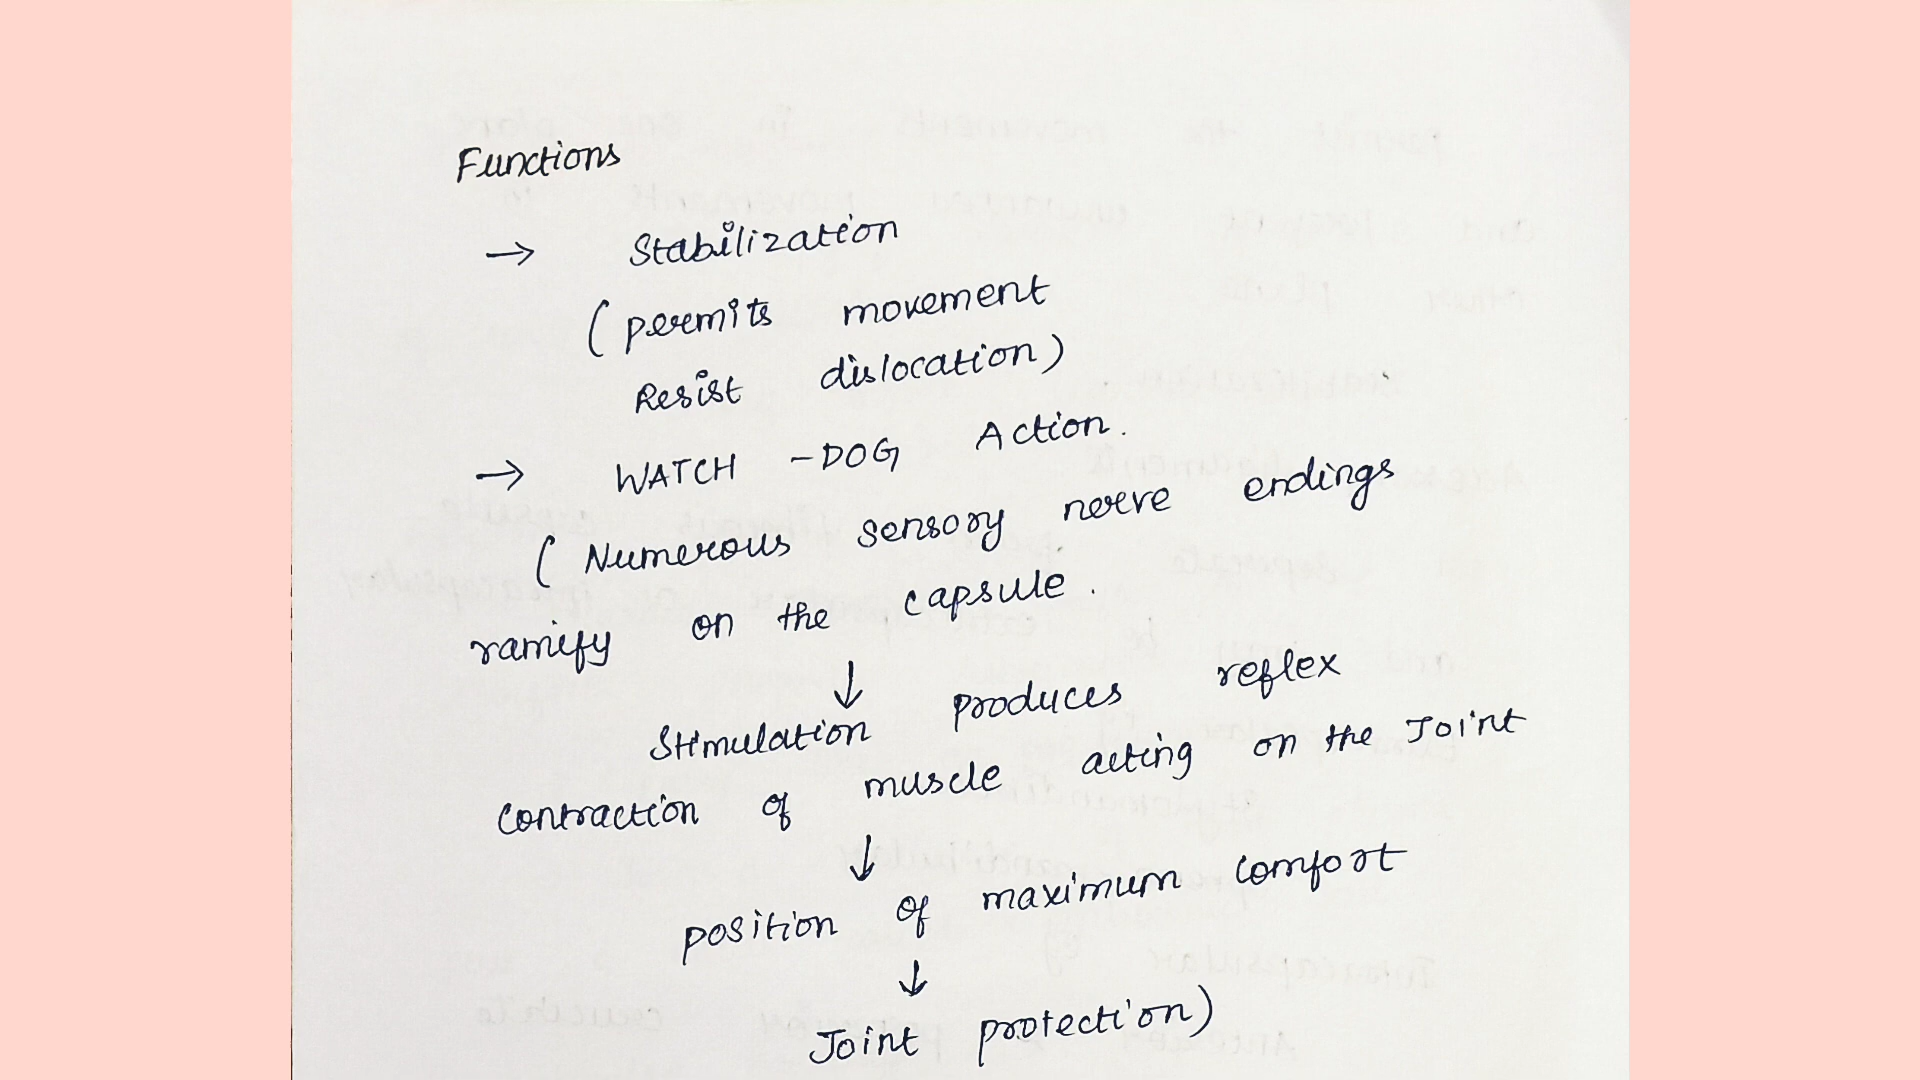 Functions
→ Stabilization
(permits movement
Resist dislocation)
→ WATCH -DOG Action.
(Numerous sensory nerve endings
ramify on the capsule.
↓
Stimulation produces reflex
contraction of muscle acting on the Joint
↓
position of maximum comfort
↓
Joint protection)